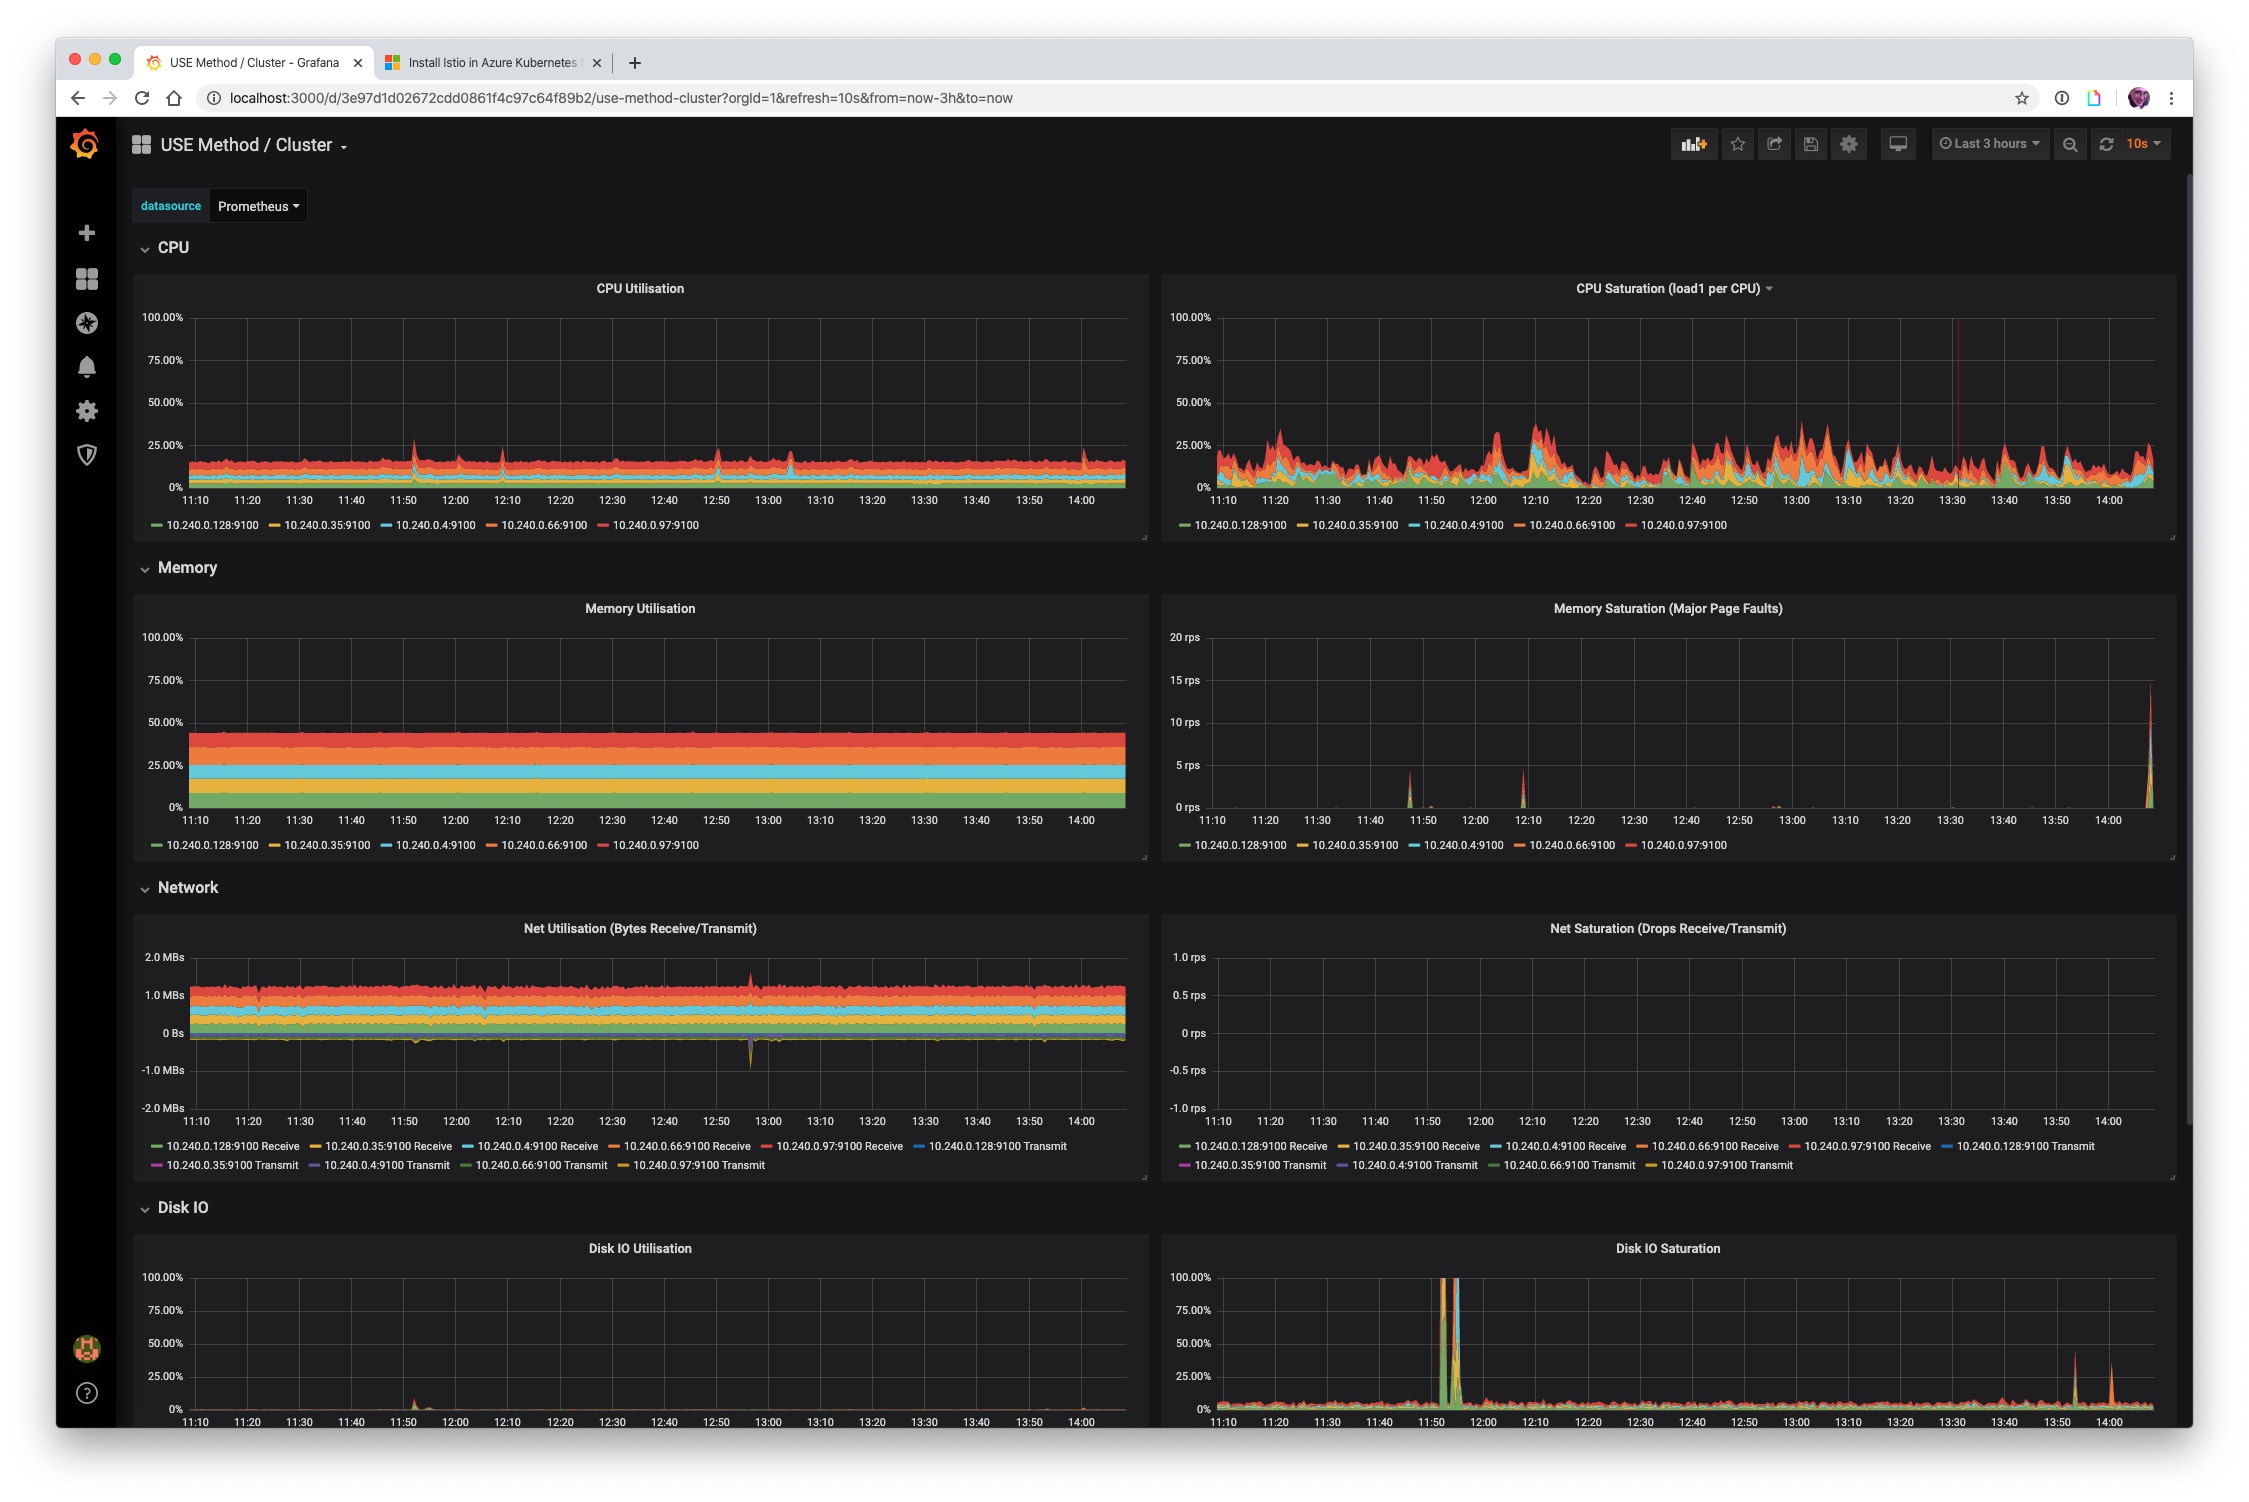 USE Method / Cluster - Grafana
Install Istio in Azure Kubernetes
localhost:3000/d/3e97d1d02672cdd0861f4c97c64f89b2/use-method-cluster?orgId=1&refresh=10s&from=now-3h&to=now
USE Method / Cluster
Last 3 hours
10s
datasource
Prometheus
CPU
CPU Utilisation
100.00%
75.00%
50.00%
25.00%
0%
11:10 11:20 11:30 11:40 11:50 12:00 12:10 12:20 12:30 12:40 12:50 13:00 13:10 13:20 13:30 13:40 13:50 14:00
10.240.0.128:9100 10.240.0.35:9100 10.240.0.4:9100 10.240.0.66:9100 10.240.0.97:9100
CPU Saturation (load1 per CPU)
100.00%
75.00%
50.00%
25.00%
0%
11:10 11:20 11:30 11:40 11:50 12:00 12:10 12:20 12:30 12:40 12:50 13:00 13:10 13:20 13:30 13:40 13:50 14:00
10.240.0.128:9100 10.240.0.35:9100 10.240.0.4:9100 10.240.0.66:9100 10.240.0.97:9100
Memory
Memory Utilisation
100.00%
75.00%
50.00%
25.00%
0%
11:10 11:20 11:30 11:40 11:50 12:00 12:10 12:20 12:30 12:40 12:50 13:00 13:10 13:20 13:30 13:40 13:50 14:00
10.240.0.128:9100 10.240.0.35:9100 10.240.0.4:9100 10.240.0.66:9100 10.240.0.97:9100
Memory Saturation (Major Page Faults)
20 rps
15 rps
10 rps
5 rps
0 rps
11:10 11:20 11:30 11:40 11:50 12:00 12:10 12:20 12:30 12:40 12:50 13:00 13:10 13:20 13:30 13:40 13:50 14:00
10.240.0.128:9100 10.240.0.35:9100 10.240.0.4:9100 10.240.0.66:9100 10.240.0.97:9100
Network
Net Utilisation (Bytes Receive/Transmit)
2.0 MBs
1.0 MBs
0 Bs
-1.0 MBs
-2.0 MBs
11:10 11:20 11:30 11:40 11:50 12:00 12:10 12:20 12:30 12:40 12:50 13:00 13:10 13:20 13:30 13:40 13:50 14:00
10.240.0.128:9100 Receive 10.240.0.35:9100 Receive 10.240.0.4:9100 Receive 10.240.0.66:9100 Receive 10.240.0.97:9100 Receive 10.240.0.128:9100 Transmit
10.240.0.35:9100 Transmit 10.240.0.4:9100 Transmit 10.240.0.66:9100 Transmit 10.240.0.97:9100 Transmit
Net Saturation (Drops Receive/Transmit)
1.0 rps
0.5 rps
0 rps
-0.5 rps
-1.0 rps
11:10 11:20 11:30 11:40 11:50 12:00 12:10 12:20 12:30 12:40 12:50 13:00 13:10 13:20 13:30 13:40 13:50 14:00
10.240.0.128:9100 Receive 10.240.0.35:9100 Receive 10.240.0.4:9100 Receive 10.240.0.66:9100 Receive 10.240.0.97:9100 Receive 10.240.0.128:9100 Transmit
10.240.0.35:9100 Transmit 10.240.0.4:9100 Transmit 10.240.0.66:9100 Transmit 10.240.0.97:9100 Transmit
Disk IO
Disk IO Utilisation
100.00%
75.00%
50.00%
25.00%
0%
11:10 11:20 11:30 11:40 11:50 12:00 12:10 12:20 12:30 12:40 12:50 13:00 13:10 13:20 13:30 13:40 13:50 14:00
Disk IO Saturation
100.00%
75.00%
50.00%
25.00%
0%
11:10 11:20 11:30 11:40 11:50 12:00 12:10 12:20 12:30 12:40 12:50 13:00 13:10 13:20 13:30 13:40 13:50 14:00